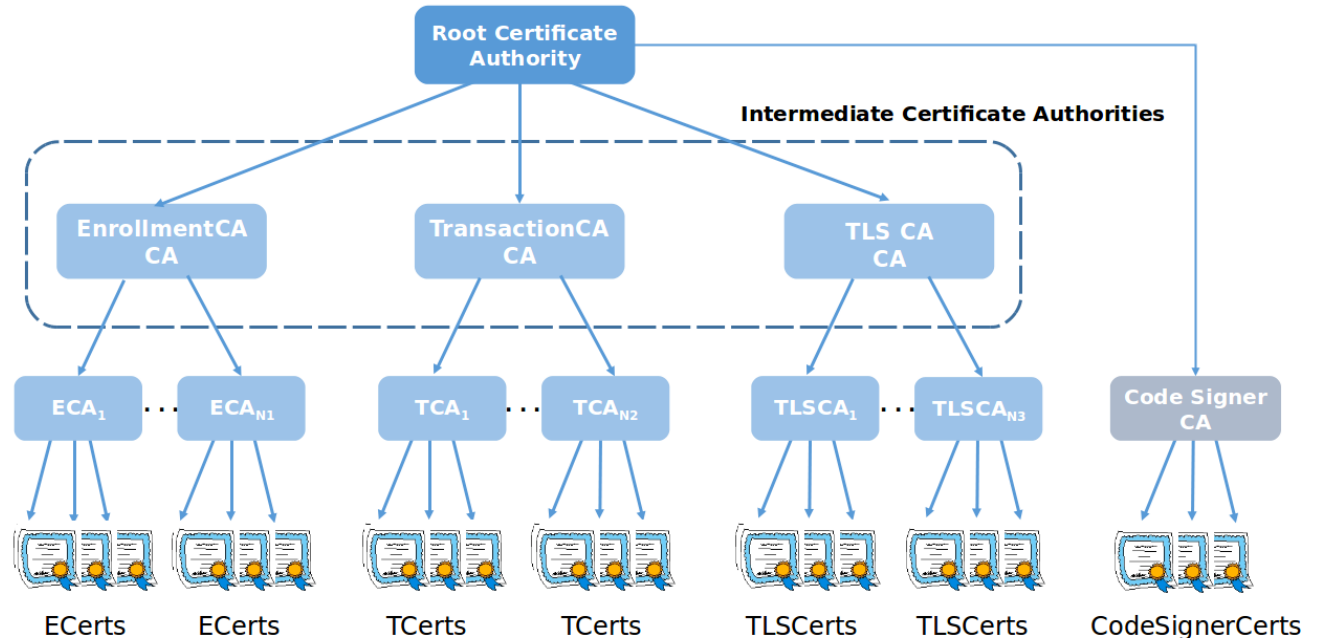 Root Certificate
Authority
Intermediate Certificate Authorities
EnrollmentCA
CA
TransactionCA
CA
TLS CA
CA
ECA1
...
ECAN1
TCA1
...
TCAN2
TLSCA1
...
TLSCAN3
Code Signer
CA
ECerts
ECerts
TCerts
TCerts
TLSCerts
TLSCerts
CodeSignerCerts